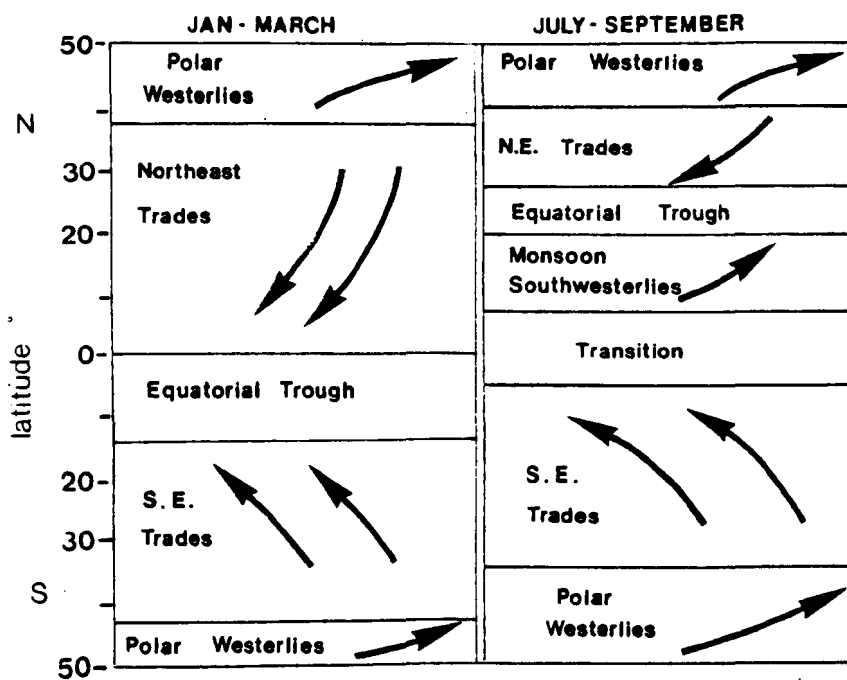 JAN - MARCH
JULY - SEPTEMBER
50-
N
30-
20-
0-
latitude
20-
30-
S
50-
Polar
Westerlies
Northeast
Trades
Equatorial Trough
S. E.
Trades
Polar Westerlies
Polar Westerlies
N.E. Trades
Equatorial Trough
Monsoon
Southwesterlies
Transition
S. E.
Trades
Polar
Westerlies